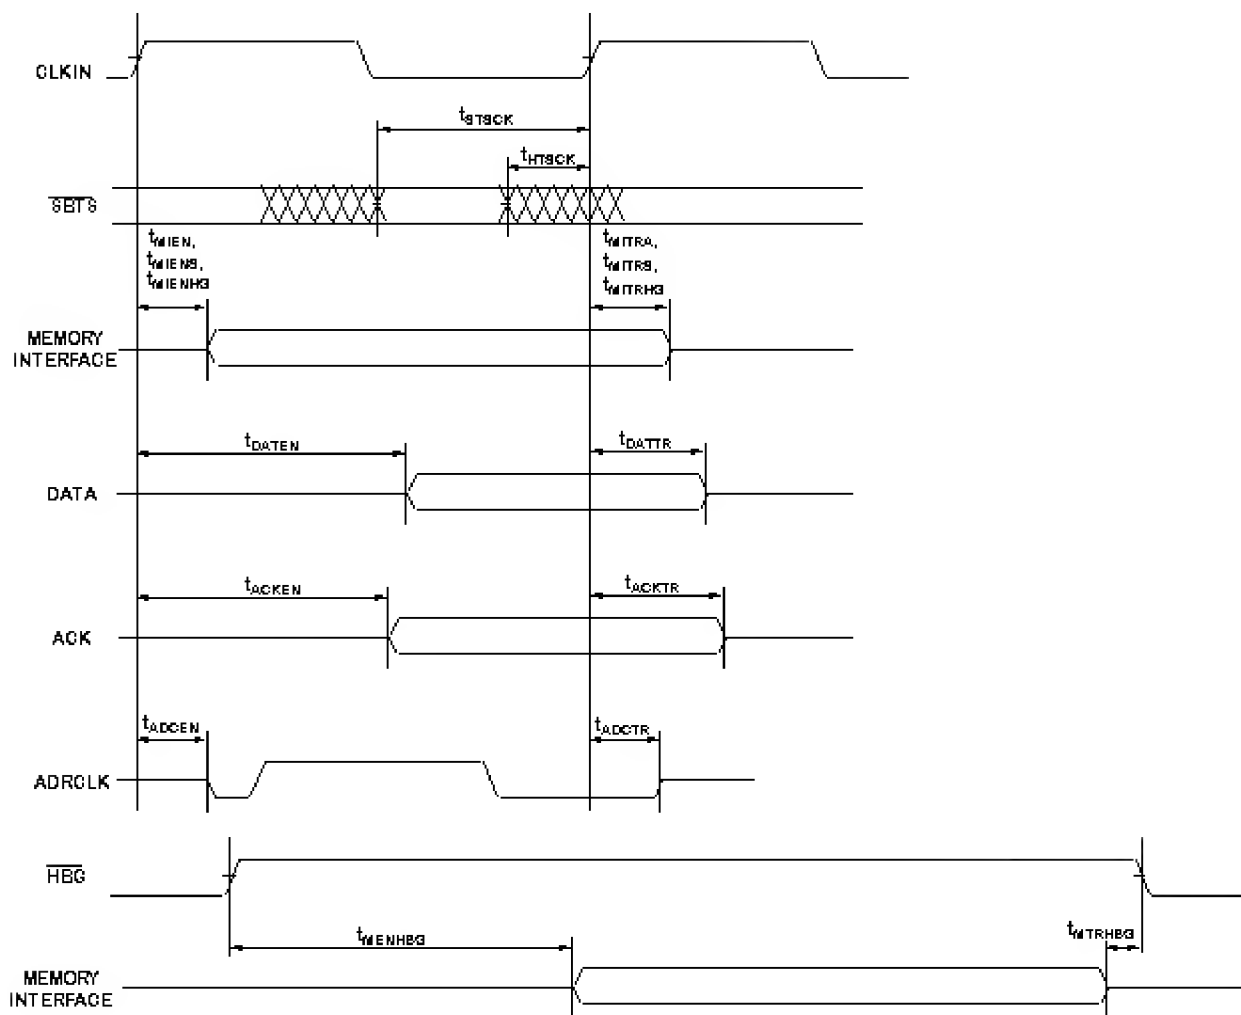 CLKIN
tSTSCK
tHTSCK
SBTS
tMIEN,
tMIENS,
tMIENHG
tMITRA,
tMITRS,
tMITRHG
MEMORY
INTERFACE
tDATEN
tDATTR
DATA
tACKEN
tACKTR
ACK
tADCEN
tADCTR
ADRCLK
HBG
tMENHBG
tMTRHBG
MEMORY
INTERFACE